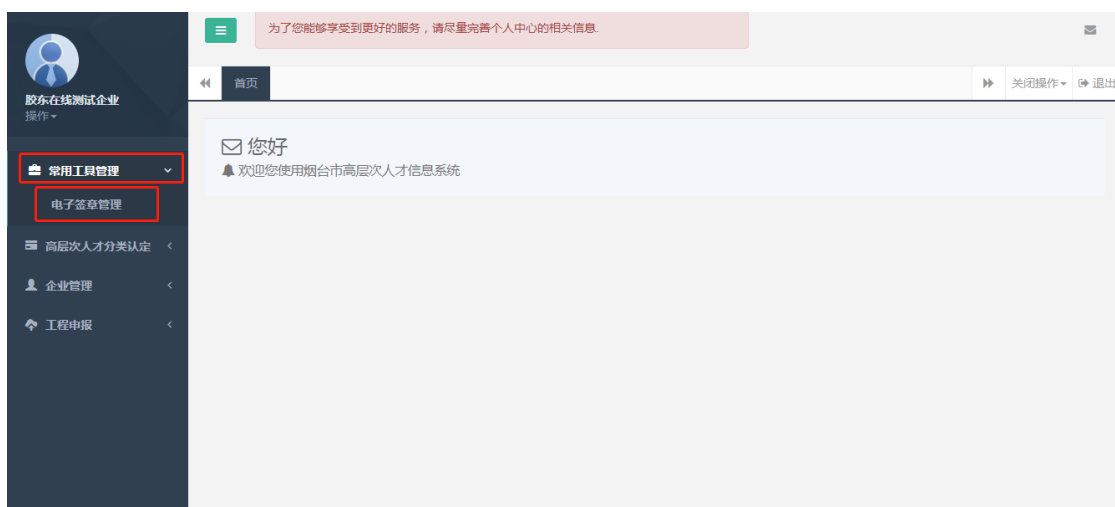 为了您能够享受到更好的服务，请尽量完善个人中心的相关信息.
胶东在线测试企业
操作
首页
关闭操作
退出
您好
欢迎您使用烟台市高层次人才信息系统
常用工具管理
电子签章管理
高层次人才分类认定
企业管理
工程申报